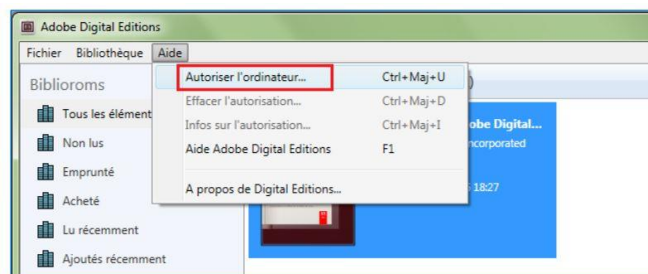 Adobe Digital Editions
Fichier Bibliothèque Aide
Biblioroms
Autoriser l'ordinateur... Ctrl+Maj+U
Effacer l'autorisation... Ctrl+Maj+D
Infos sur l'autorisation... Ctrl+Maj+I
Aide Adobe Digital Editions F1
A propos de Digital Editions...
Tous les élément
Non lus
Emprunté
Acheté
Lu récemment
Ajoutés récemment
obe Digital...
ncorporated
18:27